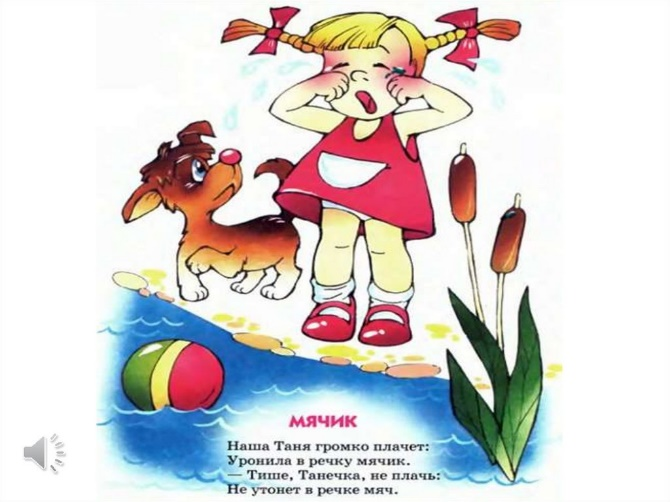 МЯЧИК
Наша Таня громко плачет:
Уронила в речку мячик.
— Тише, Танечка, не плачь:
Не утонет в речке мяч.